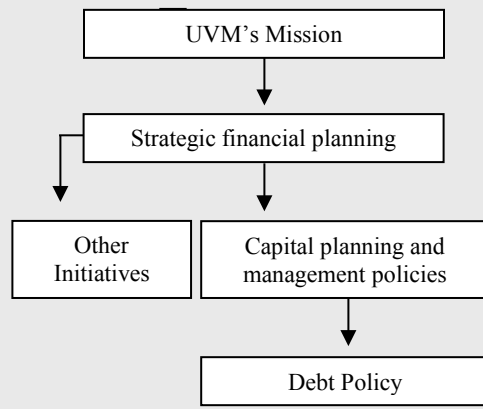 UVM's Mission
Strategic financial planning
Other
Initiatives
Capital planning and
management policies
Debt Policy